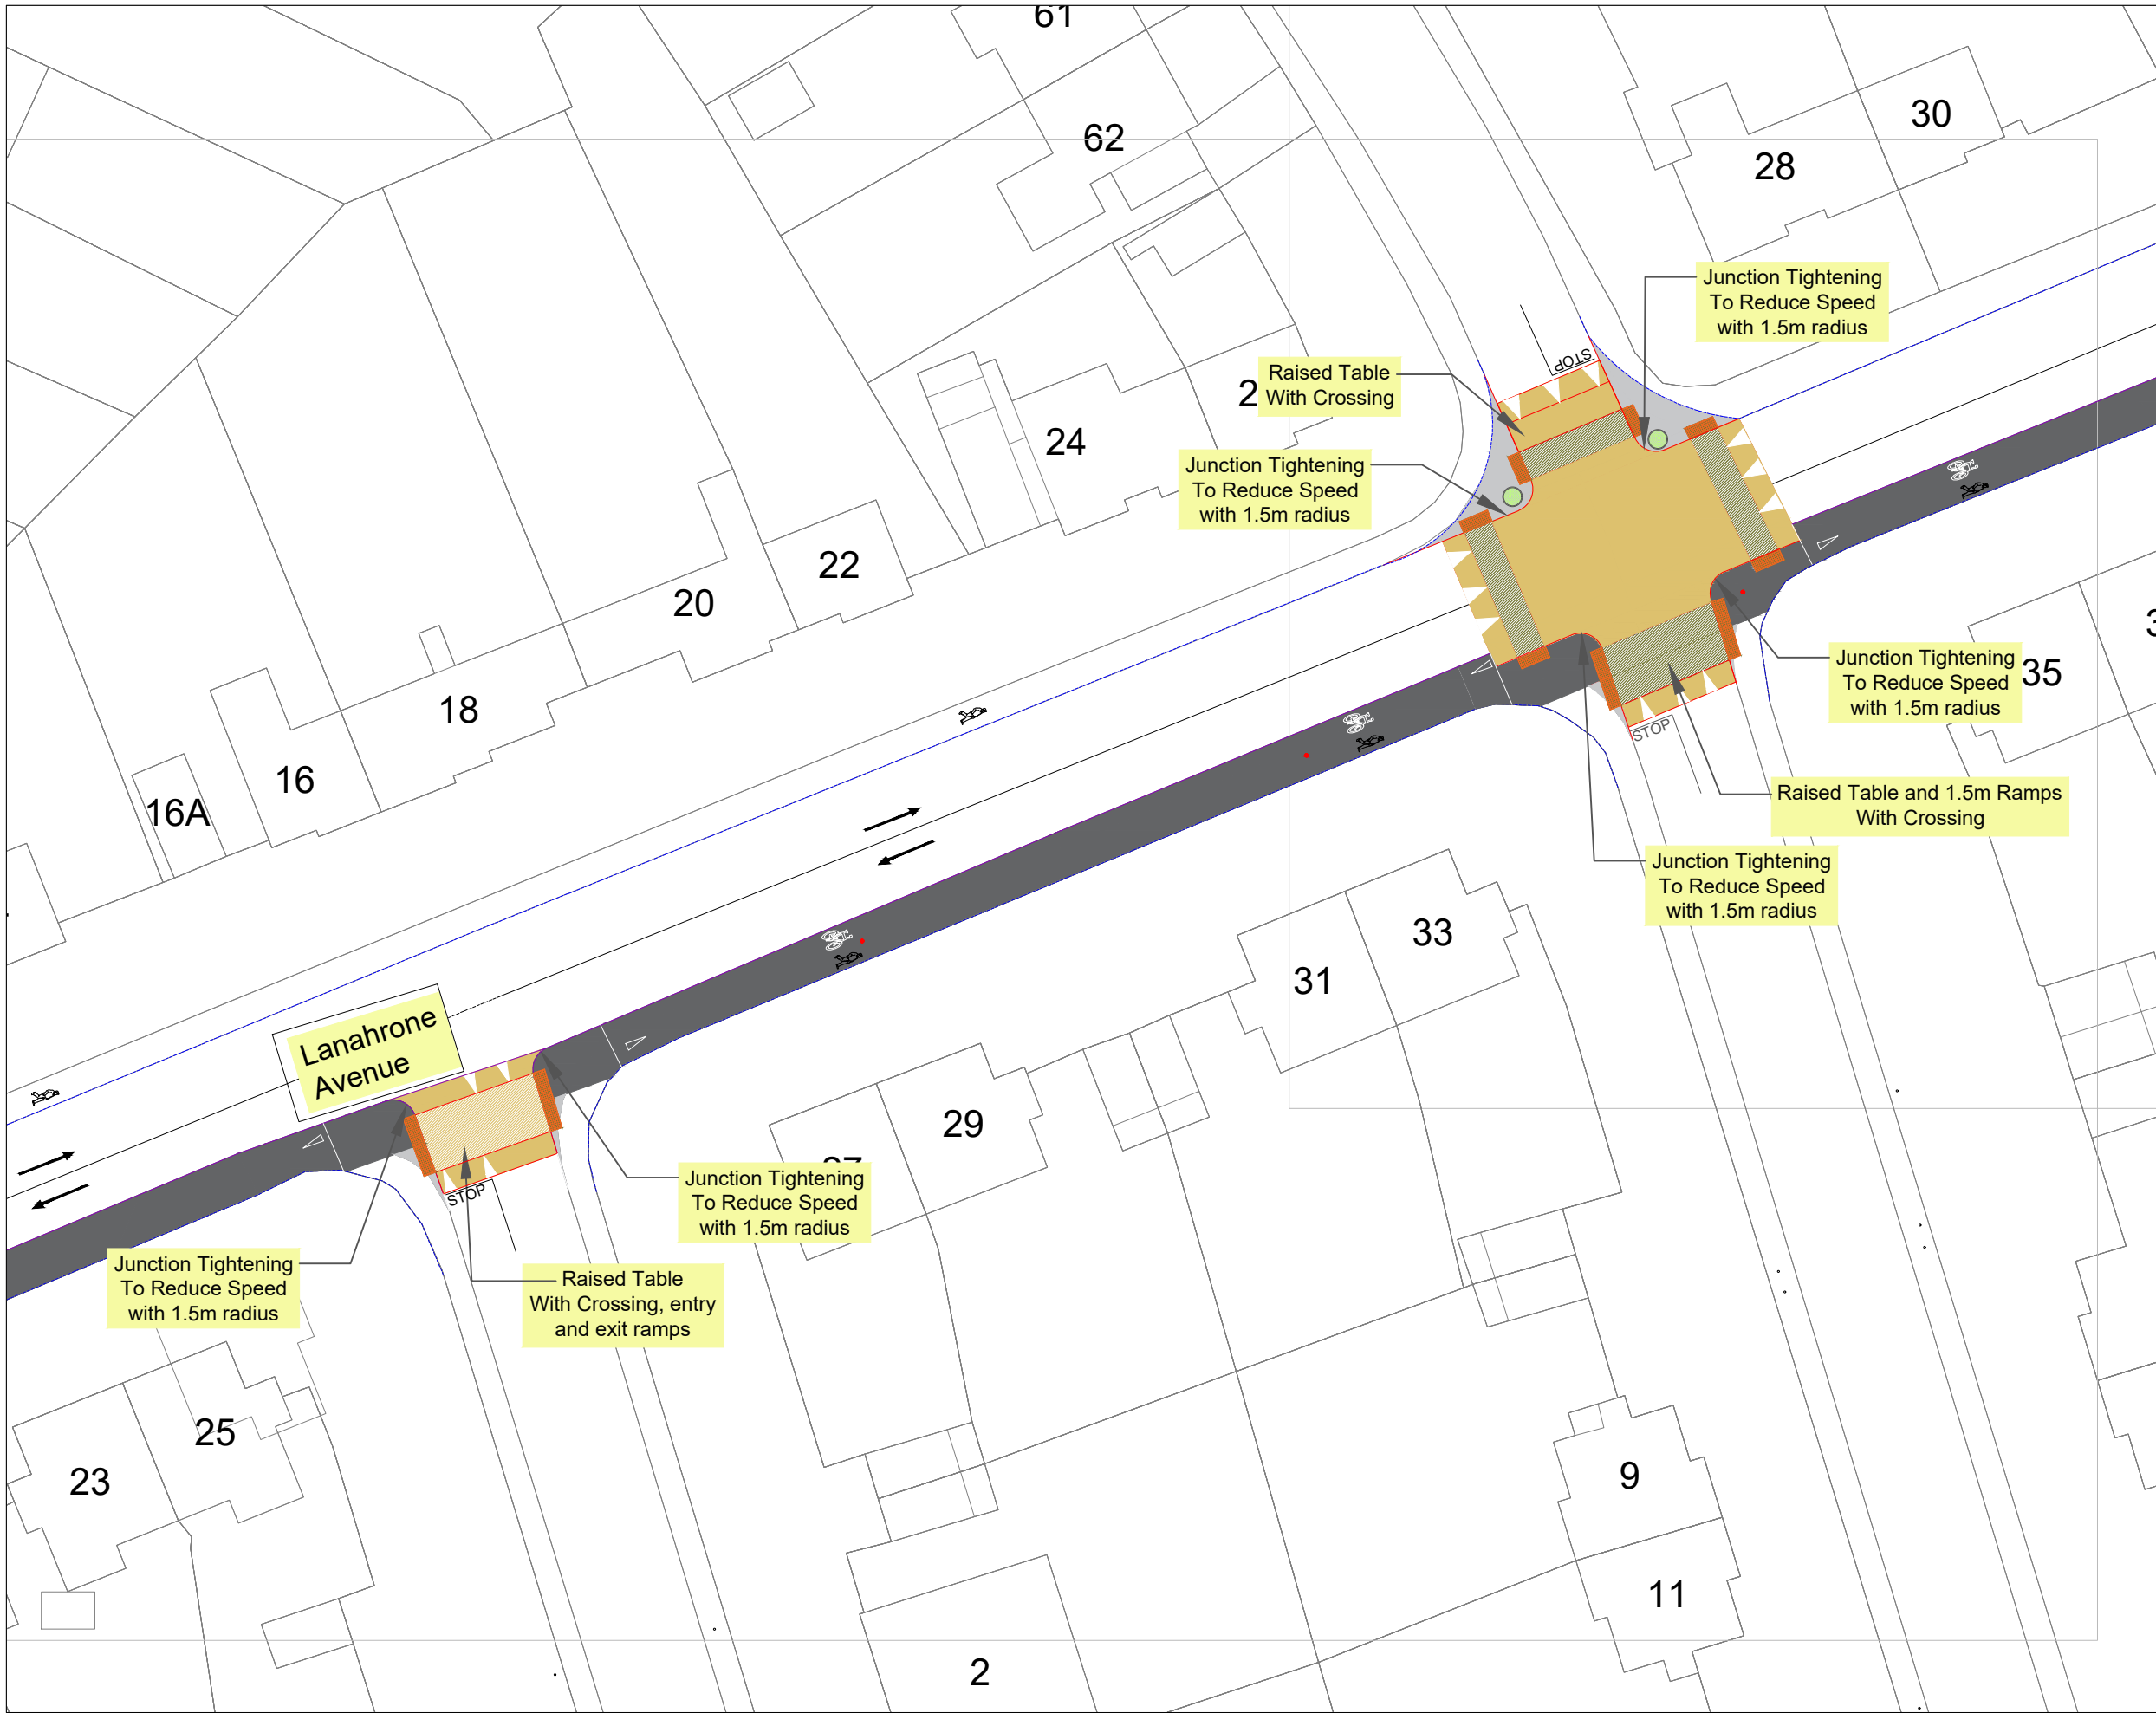 61
62
30
28
Junction Tightening
To Reduce Speed
with 1.5m radius
STOP
Raised Table
With Crossing
2
24
Junction Tightening
To Reduce Speed
with 1.5m radius
22
20
18
16
16A
Junction Tightening
To Reduce Speed
with 1.5m radius
35
STOP
Raised Table and 1.5m Ramps
With Crossing
Junction Tightening
To Reduce Speed
with 1.5m radius
33
31
Lanahrone
Avenue
29
Junction Tightening
To Reduce Speed
with 1.5m radius
STOP
Junction Tightening
To Reduce Speed
with 1.5m radius
Raised Table
With Crossing, entry
and exit ramps
25
23
9
11
2